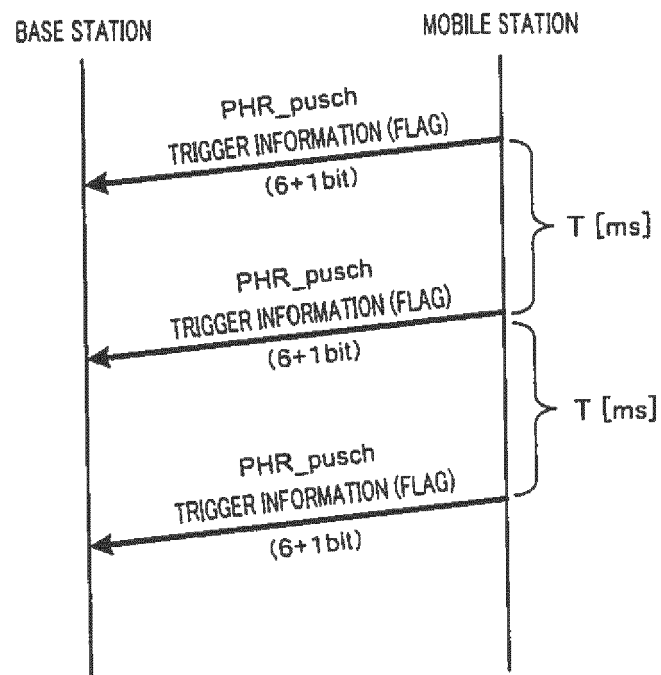 BASE STATION
MOBILE STATION
PHR_pusch
TRIGGER INFORMATION (FLAG)
(6+1bit)
T [ms]
PHR_pusch
TRIGGER INFORMATION (FLAG)
(6+1bit)
T [ms]
PHR_pusch
TRIGGER INFORMATION (FLAG)
(6+1bit)